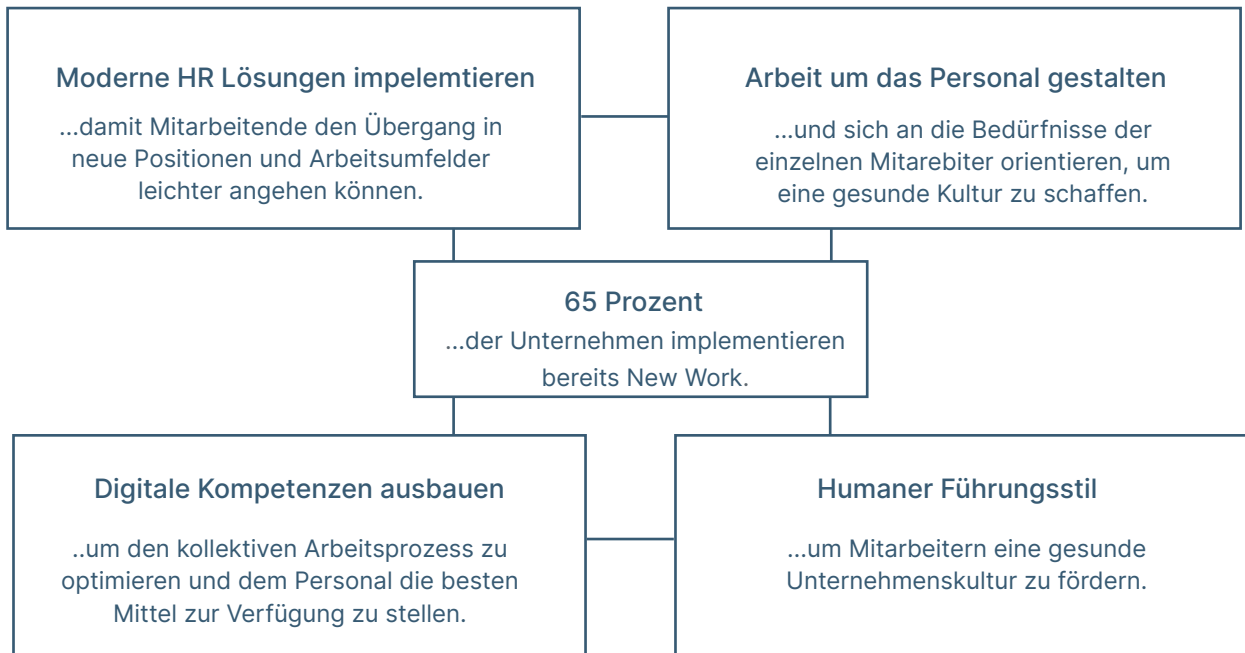 Moderne HR Lösungen impelemtieren
...damit Mitarbeitende den Übergang in
neue Positionen und Arbeitsumfelder
leichter angehen können.
Arbeit um das Personal gestalten
...und sich an die Bedürfnisse der
einzelnen Mitarebiter orientieren, um
eine gesunde Kultur zu schaffen.
65 Prozent
...der Unternehmen implementieren
bereits New Work.
Digitale Kompetenzen ausbauen
..um den kollektiven Arbeitsprozess zu
optimieren und dem Personal die besten
Mittel zur Verfügung zu stellen.
Humaner Führungsstil
...um Mitarbeitern eine gesunde
Unternehmenskultur zu fördern.